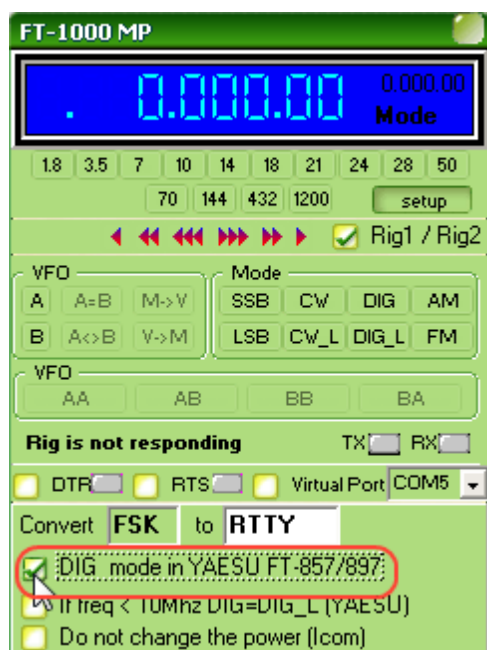 FT-1000 MP
0.000.00
. 0.000.00 Mode
1.8 3.5 7 10 14 18 21 24 28 50
70 144 432 1200 setup
Rig1 / Rig2
VFO Mode
A A=B M->V SSB CW DIG AM
B A<>B V->M LSB CW_L DIG_L FM
VFO
AA AB BB BA
Rig is not responding TX RX
DTR RTS Virtual Port COM5
Convert FSK to RTTY
DIG mode in YAESU FT-857/897
If freq < 10Mhz DIG=DIG_L (YAESU)
Do not change the power (Icom)